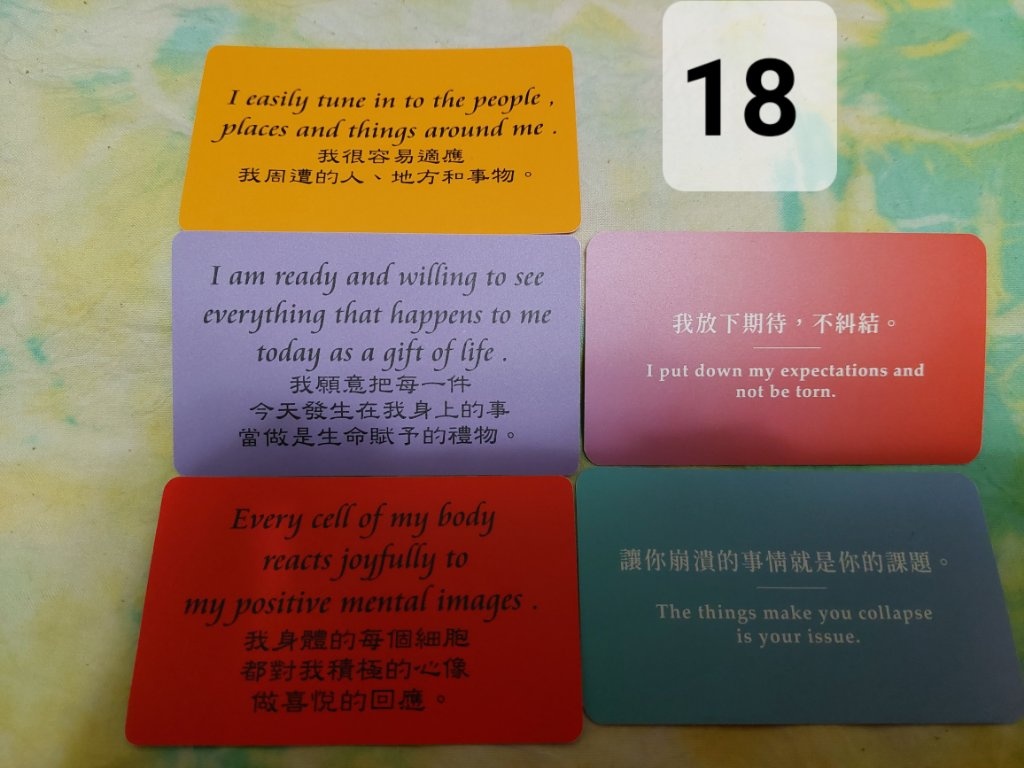 18
I easily tune in to the people ,
places and things around me .
我很容易適應
我周遭的人、地方和事物。
I am ready and willing to see
everything that happens to me
today as a gift of life .
我願意把每一件
今天發生在我身上的事
當做是生命賦予的禮物。
我放下期待，不糾結。
I put down my expectations and
not be torn.
Every cell of my body
reacts joyfully to
my positive mental images .
我身體的每個細胞
都對我積極的心像
做喜悅的回應。
讓你崩潰的事情就是你的課題。
The things make you collapse
is your issue.